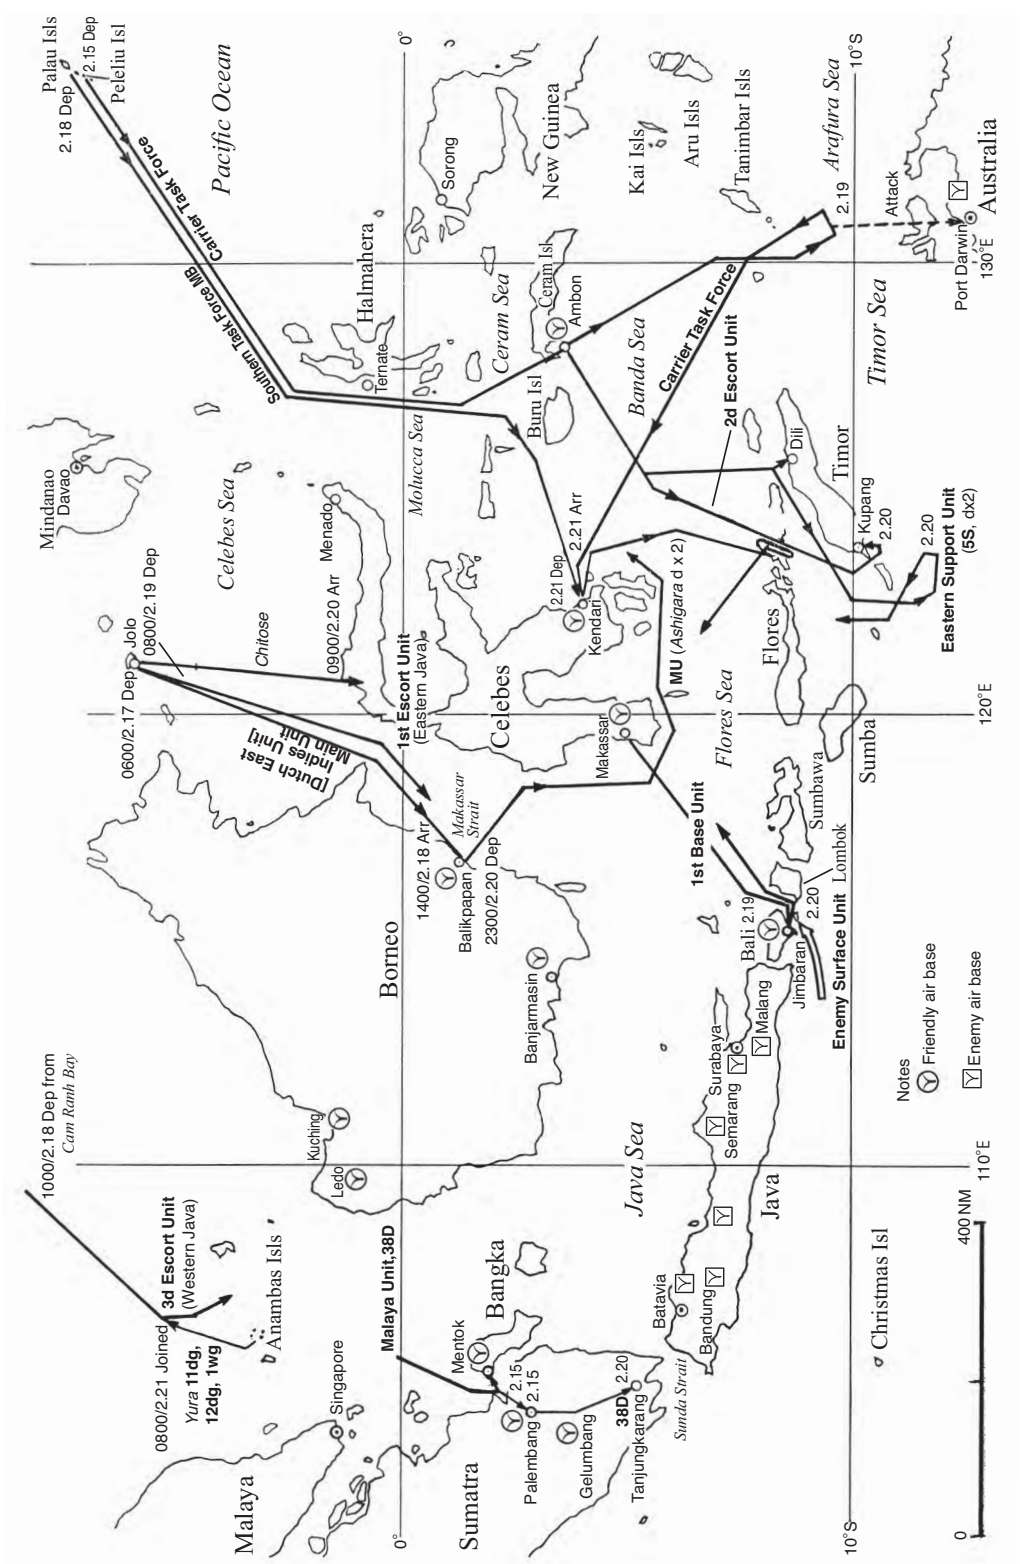 Palau Isls
2.15 Dep
Peleliu Isl
2.18 Dep
Pacific Ocean
Carrier Task Force
Southern Task Force MB
0°
10°S
Sorong
New Guinea
Kai Isls
Aru Isls
Tanimbar Isls
Arafura Sea
2.19
Attack
Port Darwin
Australia
130°E
Halmahera
Ternate
Ceram Sea
Ceram Isl
Ambon
Buru Isl
Banda Sea
Carrier Task Force
2d Escort Unit
Timor Sea
Mindanao
Davao
Celebes Sea
Menado
Molucca Sea
2.21 Arr
2.21 Dep
Kendari
Dili
Timor
Kupang
2.20
2.20
Eastern Support Unit
(5S, dx2)
Jolo
0800/2.19 Dep
0600/2.17 Dep
Chitose
0900/2.20 Arr
1st Escort Unit
(Eastern Java)
Celebes
MU (Ashigara d x 2)
Flores
Flores Sea
120°E
[Dutch East
Indies Unit]
Main Unit
Makassar
Makassar
Strait
1400/2.18 Arr
Balikpapan
2300/2.20 Dep
1st Base Unit
Sumbawa
Sumba
Lombok
2.20
Enemy Surface Unit
Bali 2.19
Jimbaran
Borneo
Banjarmasin
Surabaya
Malang
Semarang
Notes
Friendly air base
Enemy air base
1000/2.18 Dep from
Cam Ranh Bay
Kuching
Ledo
Java Sea
Java
110°E
3d Escort Unit
(Western Java)
0800/2.21 Joined
Yura 11dg,
12dg, 1wg
Anambas Isls
Malaya Unit,38D
Bangka
Mentok
Batavia
Bandung
Christmas Isl
400 NM
0
Singapore
Malaya
Sumatra
2.15
2.15
Palembang
Gelumbang
38D
2.20
Tanjungkarang
Sunda Strait
0°
10°S